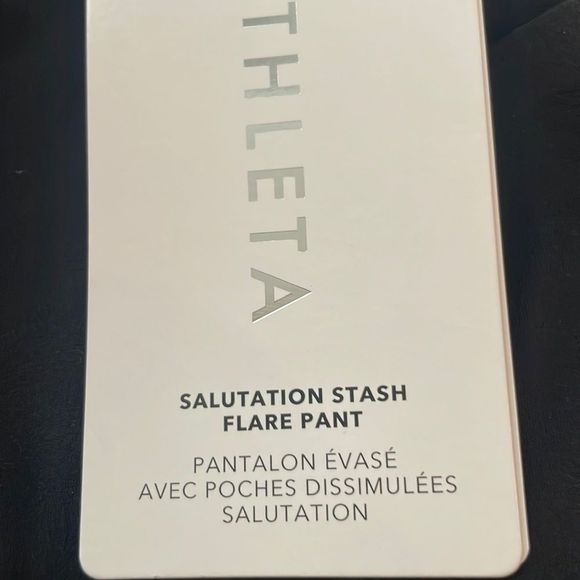 THLETA
SALUTATION STASH
FLARE PANT
PANTALON ÉVASÉ
AVEC POCHES DISSIMULÉES
SALUTATION